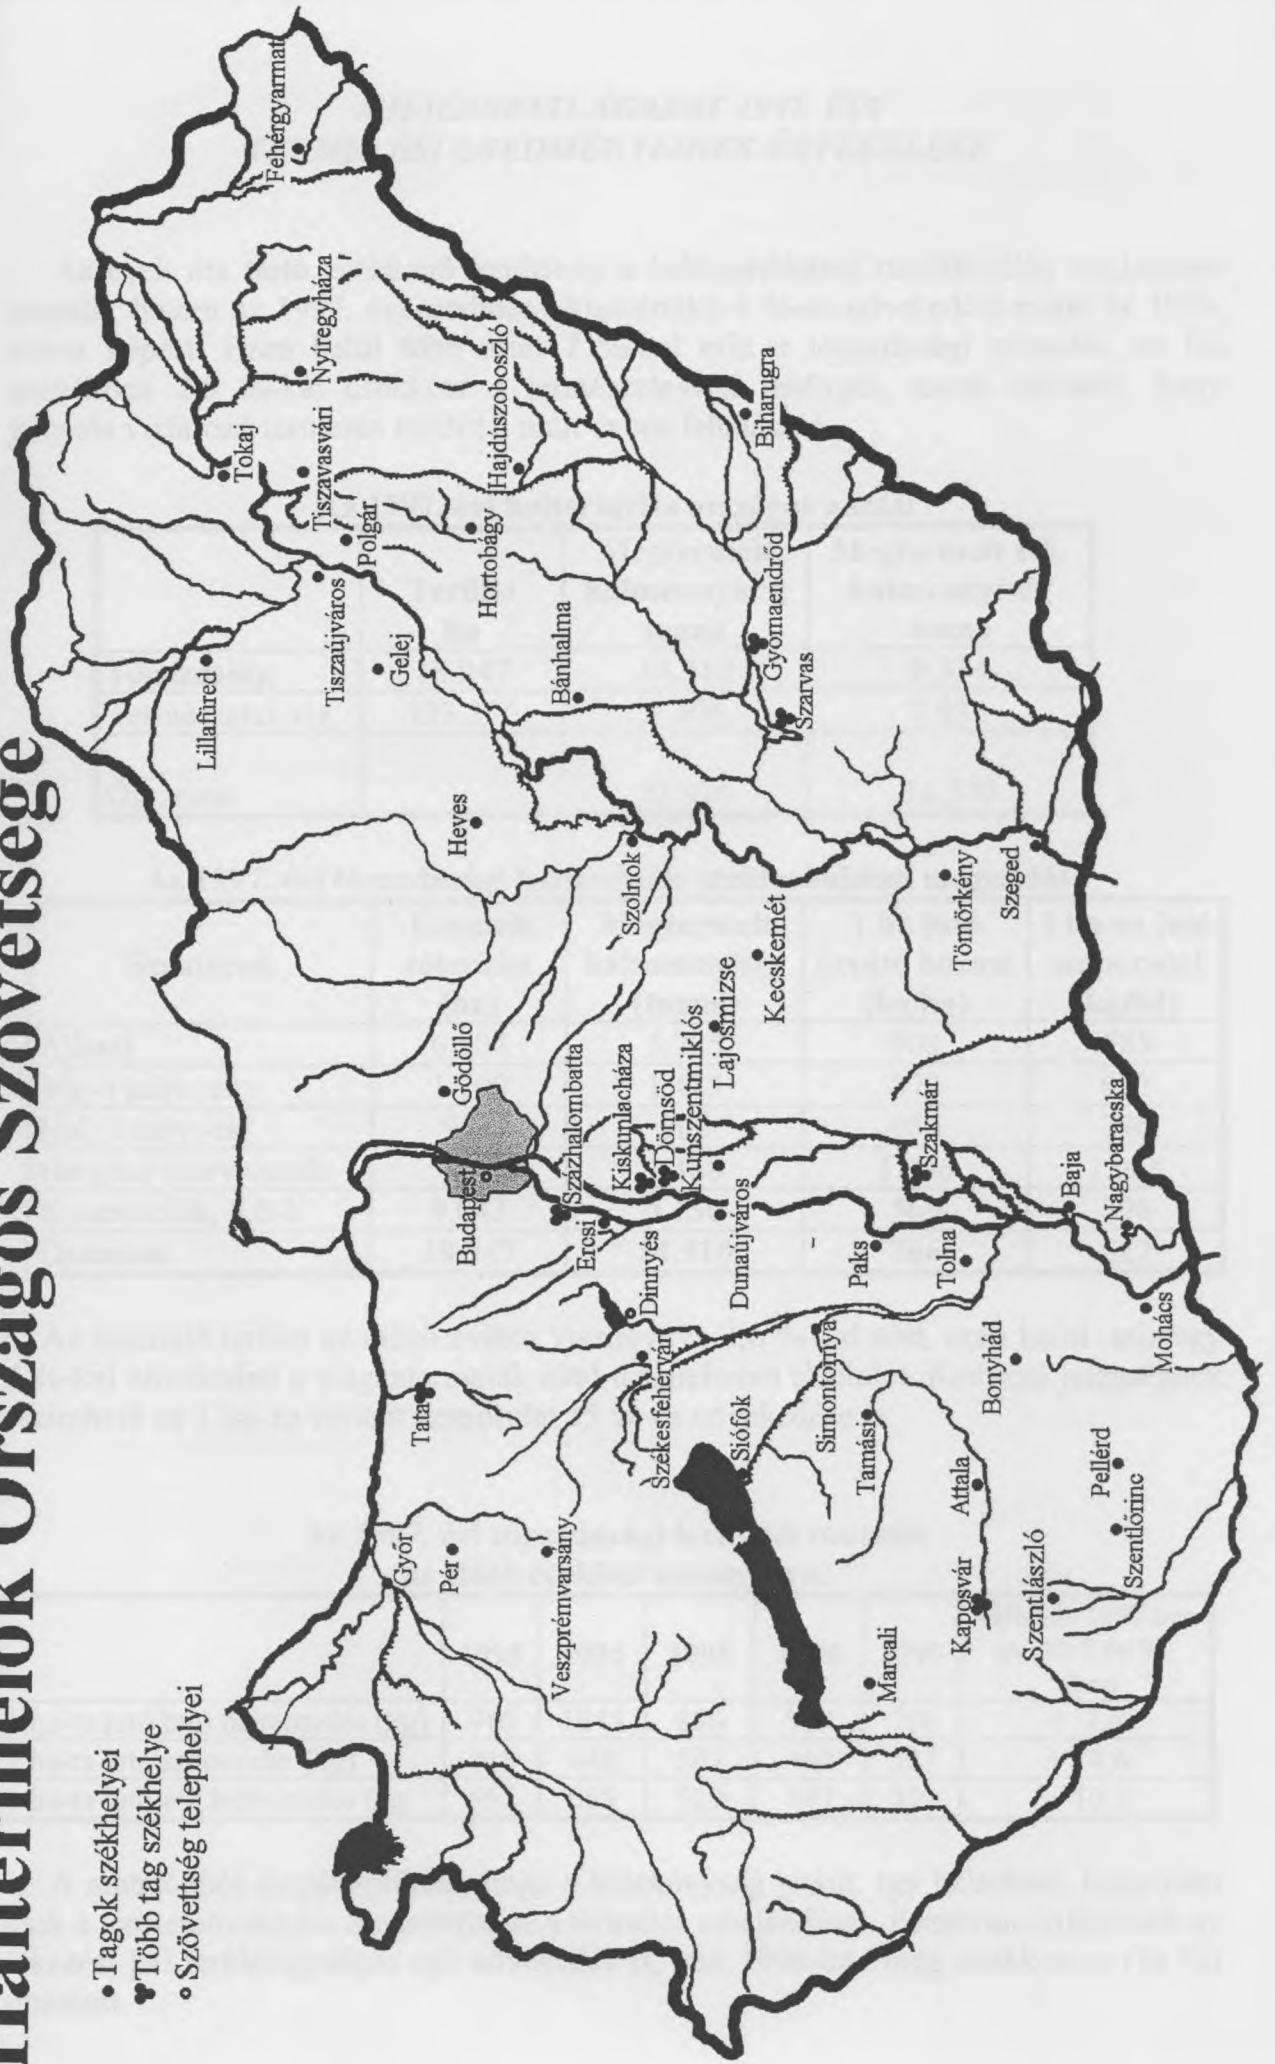 Országos Szövetsége
• Tagok székhelyei
Több tag székhelye
Szövettség telephelyei
Fehérgyarmat
Nyíregyháza
Tokaj
Tiszavasvári
Polgár
Hajdúszoboszló
Hortobágy
Biharugra
Tiszaújváros
Gelej
Lillafüred
Bánhalma
Gyomaendrőd
Szarvas
Heves
Szolnok
Kecskemét
Tömörkény
Szeged
Gödöllő
Budapest
Százhalombatta
Ercsi
Kiskunlacháza
Dömsöd
Kunszentmiklós
Lajosmizse
Szakmár
Baja
Nagybaracska
Dinnyés
Dunaújváros
Paks
Tolna
Mohács
Székesfehérvár
Siófok
Simontornya
Tamási
Bonyhád
Tata
Győr
Pér
Veszprémvarsány
Attala
Pellérd
Szentlőrinc
Kaposvár
Szentlászló
Marcali